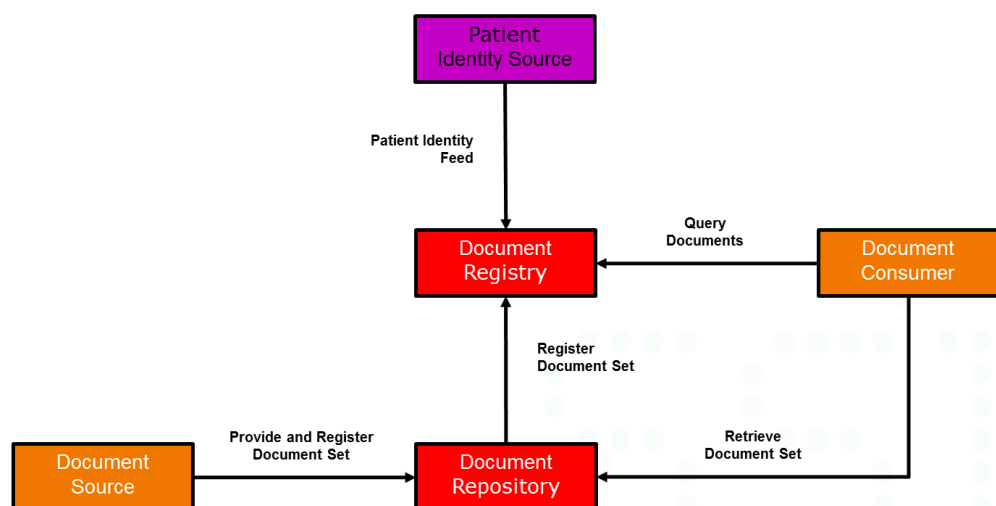 Patient
Identity Source
Patient Identity
Feed
Query
Documents
Document
Registry
Document
Consumer
Register
Document Set
Provide and Register
Document Set
Retrieve
Document Set
Document
Source
Document
Repository